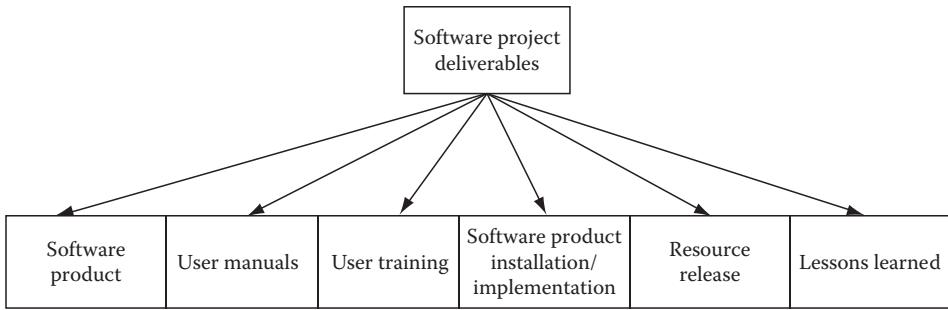 Software project
deliverables
Software
product
User manuals
User training
Software product
installation/
implementation
Resource
release
Lessons learned